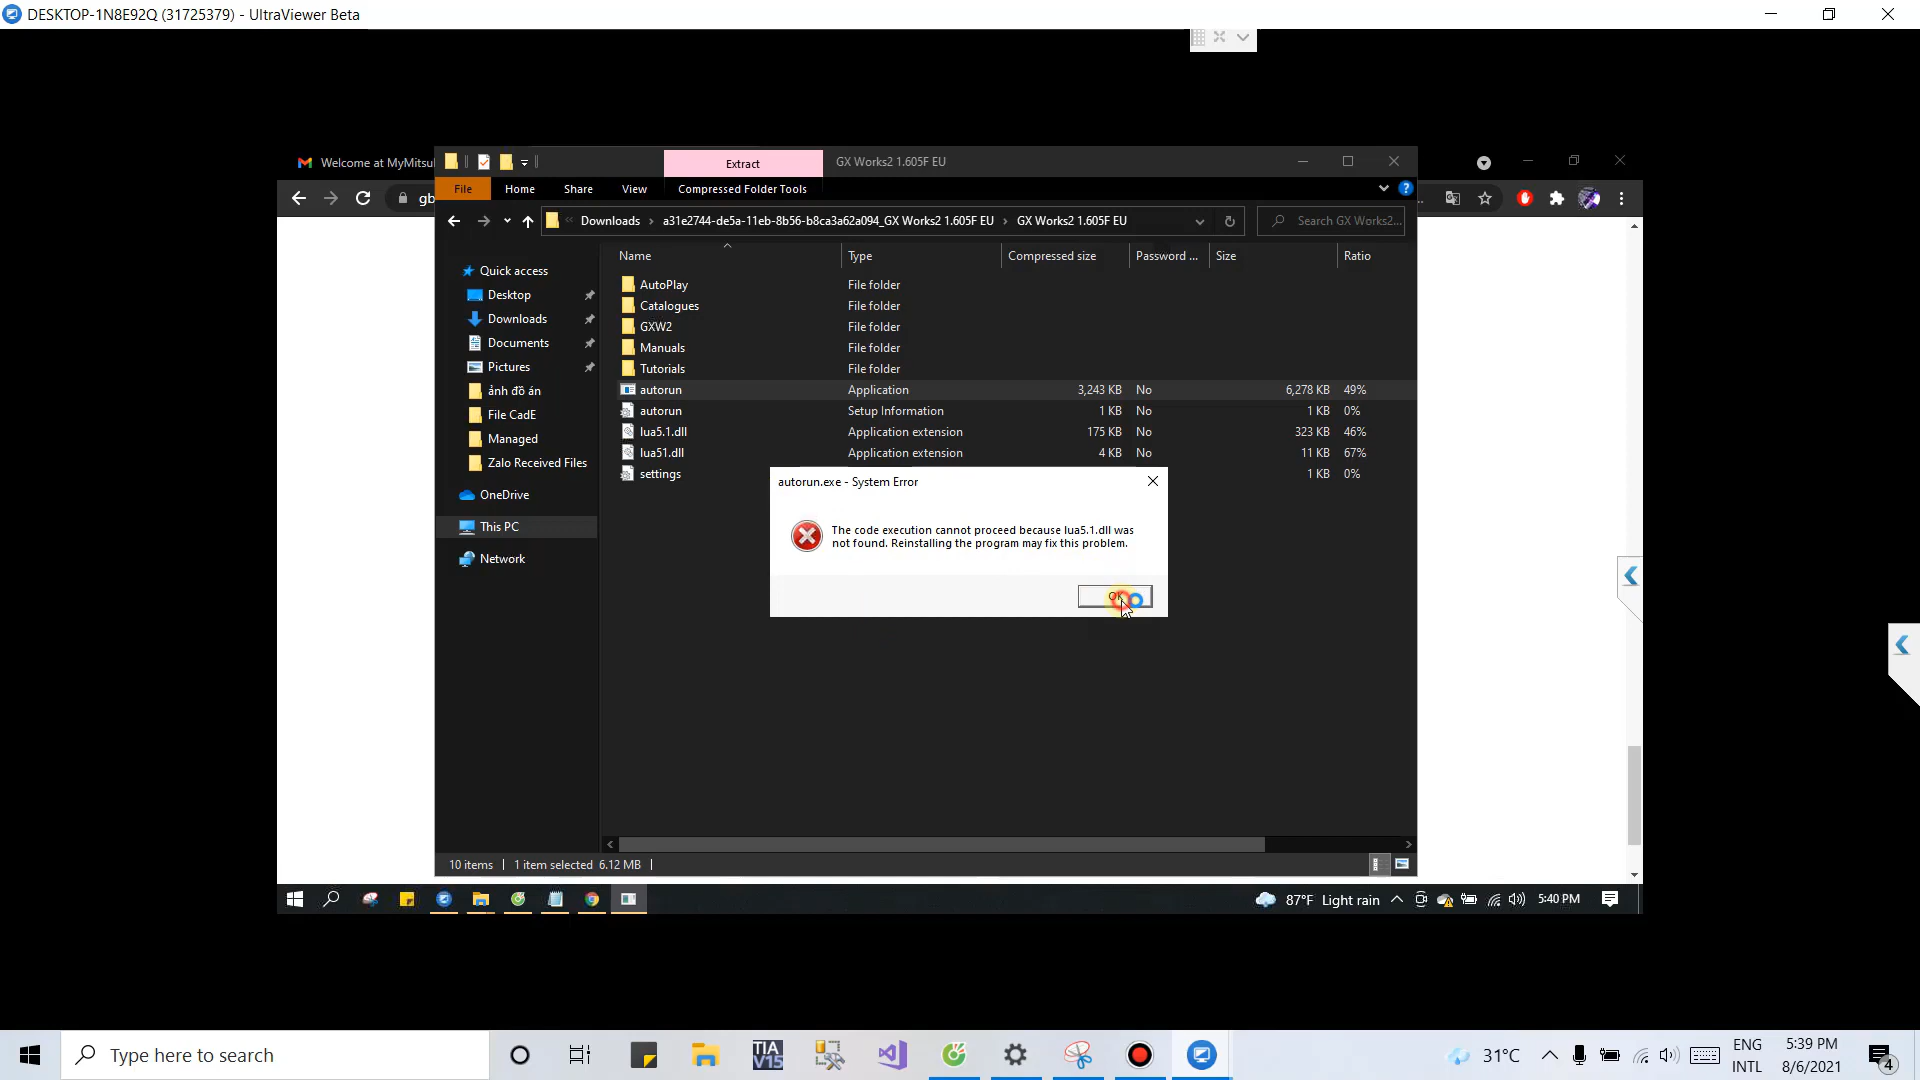 DESKTOP-1N8E92Q (31725379) - UltraViewer Beta
Welcome at MyMitsu
Extract
GX Works2 1.605F EU
File
Home
Share
View
Compressed Folder Tools
gb
Downloads
a31e2744-de5a-11eb-8b56-b8ca3a62a094_GX Works2 1.605F EU
GX Works2 1.605F EU
Search GX Works2...
Name
Type
Compressed size
Password ...
Size
Ratio
Quick access
Desktop
Downloads
Documents
Pictures
ảnh đồ án
File CadE
Managed
Zalo Received Files
OneDrive
This PC
Network
AutoPlay File folder
Catalogues File folder
GXW2 File folder
Manuals File folder
Tutorials File folder
autorun Application 3,243 KB No 6,278 KB 49%
autorun Setup Information 1 KB No 1 KB 0%
lua5.1.dll Application extension 175 KB No 323 KB 46%
lua51.dll Application extension 4 KB No 11 KB 67%
settings 1 KB 0%
autorun.exe - System Error
The code execution cannot proceed because lua5.1.dll was
not found. Reinstalling the program may fix this problem.
10 items
1 item selected 6.12 MB
87°F Light rain
5:40 PM
Type here to search
TIA
V15
31°C
ENG
INTL
5:39 PM
8/6/2021
4